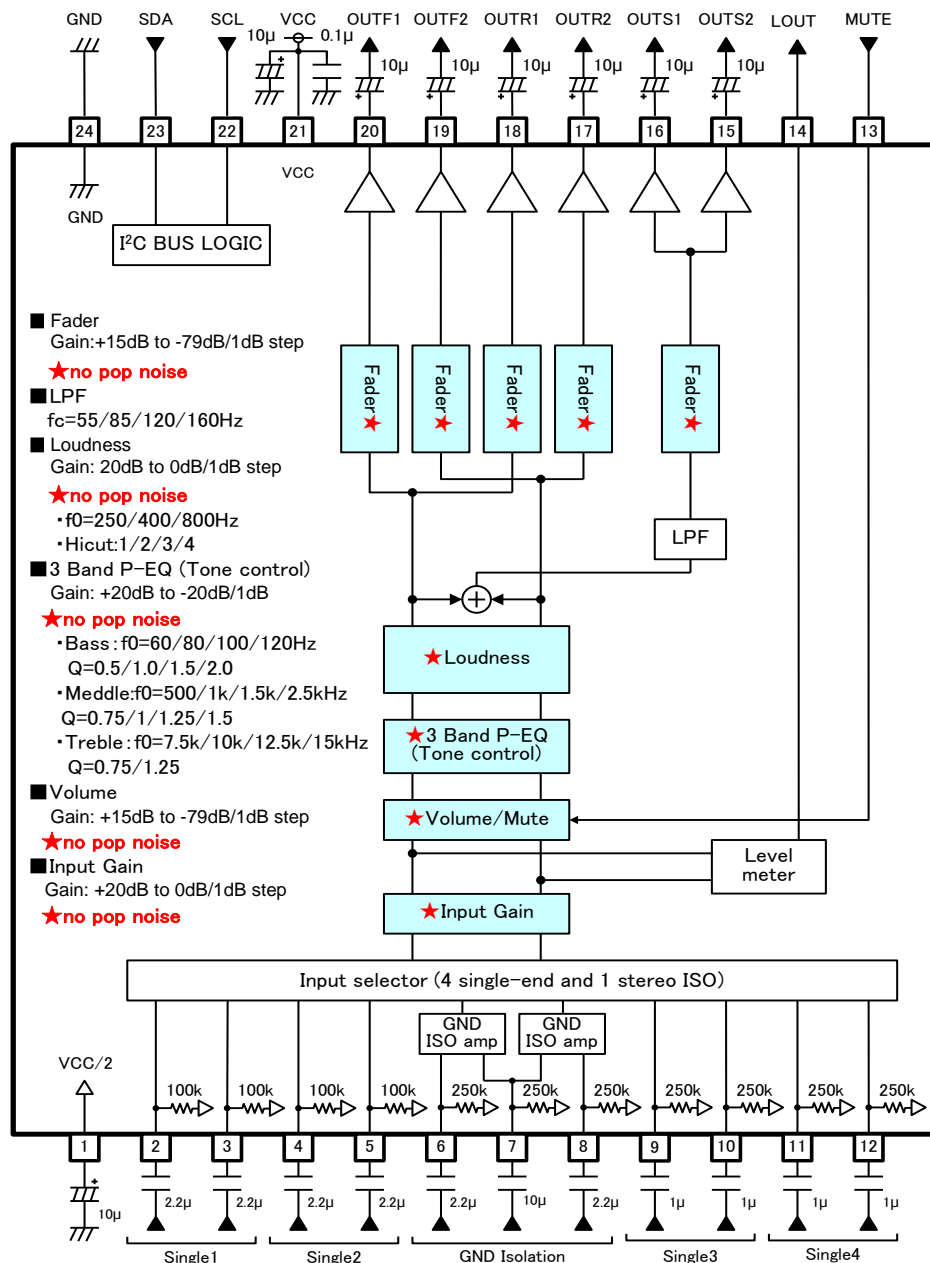 GND SDA SCL VCC OUTF1 OUTF2 OUTR1 OUTR2 OUTS1 OUTS2 LOUT MUTE
10μ 0.1μ
10μ 10μ 10μ 10μ 10μ 10μ
+ + + + + + +
24 23 22 21 20 19 18 17 16 15 14 13
VCC
GND
I²C BUS LOGIC
■ Fader
Gain:+15dB to -79dB/1dB step
★no pop noise
■LPF
fc=55/85/120/160Hz
■ Loudness
Gain: 20dB to 0dB/1dB step
★no pop noise
・f0=250/400/800Hz
・Hicut:1/2/3/4
■3 Band P-EQ (Tone control)
Gain: +20dB to -20dB/1dB
★no pop noise
・Bass:f0=60/80/100/120Hz
Q=0.5/1.0/1.5/2.0
・Meddle:f0=500/1k/1.5k/2.5kHz
Q=0.75/1/1.25/1.5
・Treble:f0=7.5k/10k/12.5k/15kHz
Q=0.75/1.25
■Volume
Gain: +15dB to -79dB/1dB step
★no pop noise
■Input Gain
Gain: +20dB to 0dB/1dB step
★no pop noise
Fader★ Fader★ Fader★ Fader★ Fader★
LPF
+
★Loudness
★3 Band P-EQ
(Tone control)
★Volume/Mute
Level
meter
★Input Gain
Input selector (4 single-end and 1 stereo ISO)
GND
ISO amp
GND
ISO amp
VCC/2
100k 100k 100k 100k 250k 250k 250k 250k 250k 250k 250k
1 2 3 4 5 6 7 8 9 10 11 12
+
10μ 2.2μ 2.2μ 2.2μ 2.2μ 2.2μ 10μ 2.2μ 1μ 1μ 1μ 1μ
Single1 Single2 GND Isolation Single3 Single4